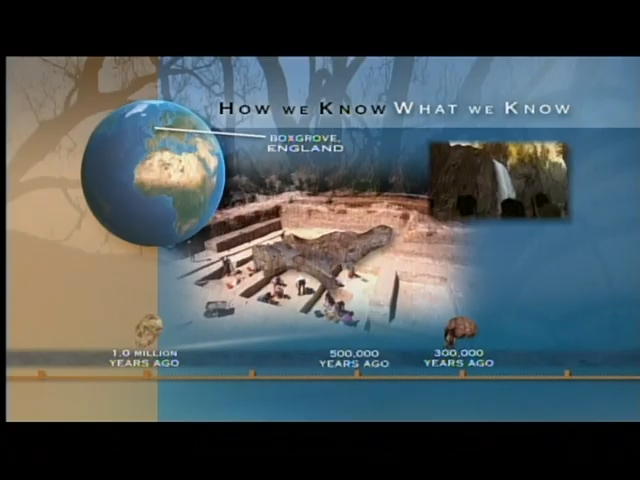 HOW WE KNOW WHAT WE KNOW
BOXGROVE,
ENGLAND
1.0 MILLION
YEARS AGO
500,000
YEARS AGO
300,000
YEARS AGO